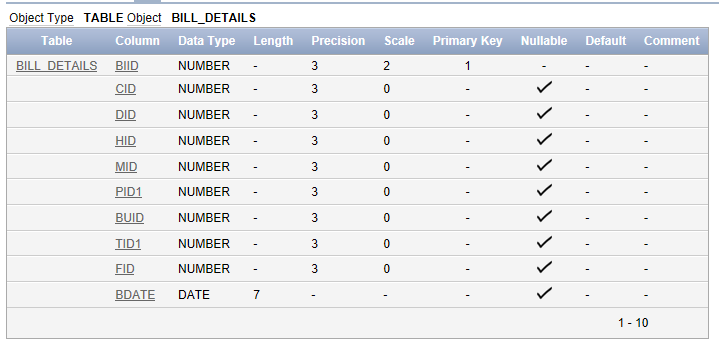 Object Type TABLE Object BILL_DETAILS
Table Column Data Type Length Precision Scale Primary Key Nullable Default Comment
BILL_DETAILS BIID NUMBER - 3 2 1 - - -
CID NUMBER - 3 0 - ✓ - -
DID NUMBER - 3 0 - ✓ - -
HID NUMBER - 3 0 - ✓ - -
MID NUMBER - 3 0 - ✓ - -
PID1 NUMBER - 3 0 - ✓ - -
BUID NUMBER - 3 0 - ✓ - -
TID1 NUMBER - 3 0 - ✓ - -
FID NUMBER - 3 0 - ✓ - -
BDATE DATE 7 - - - ✓ - -
1 - 10